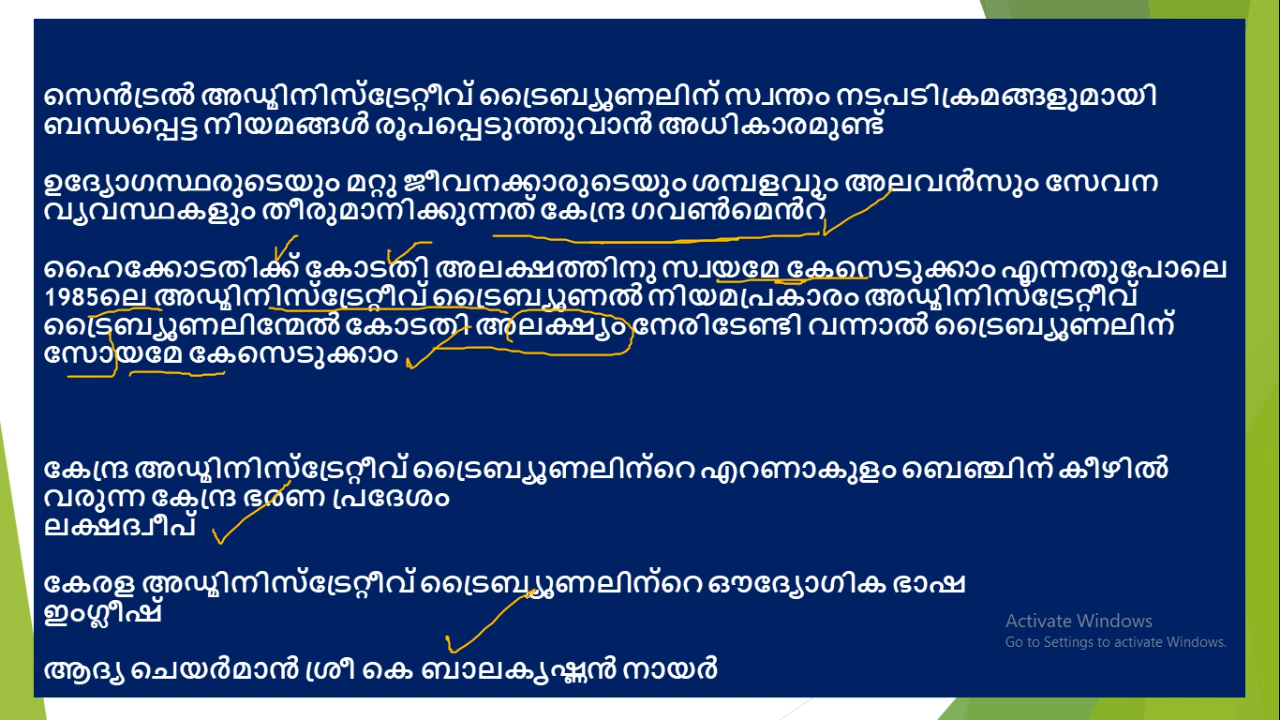 സെൻട്രൽ അഡ്മിനിസ്ട്രേറ്റീവ് ട്രൈബ്യൂണലിന് സ്വന്തം നടപടിക്രമങ്ങളുമായി
ബന്ധപ്പെട്ട നിയമങ്ങൾ രൂപപ്പെടുത്തുവാൻ അധികാരമുണ്ട്
ഉദ്യോഗസ്ഥരുടെയും മറ്റു ജീവനക്കാരുടെയും ശമ്പളവും അലവൻസും സേവന
വ്യവസ്ഥകളും തീരുമാനിക്കുന്നത് കേന്ദ്ര ഗവൺമെൻറ്
ഹൈക്കോടതിക്ക് കോടതി അലക്ഷത്തിനു സ്വയമേ കേസെടുക്കാം എന്നതുപോലെ
1985ലെ അഡ്മിനിസ്ട്രേറ്റീവ് ട്രൈബ്യൂണൽ നിയമപ്രകാരം അഡ്മിനിസ്ട്രേറ്റീവ്
ട്രൈബ്യൂണലിന്മേൽ കോടതി അലക്ഷ്യം നേരിടേണ്ടി വന്നാൽ ട്രൈബ്യൂണലിന്
സോയമേ കേസെടുക്കാം
കേന്ദ്ര അഡ്മിനിസ്ട്രേറ്റീവ് ട്രൈബ്യൂണലിന്റെ എറണാകുളം ബെഞ്ചിന് കീഴിൽ
വരുന്ന കേന്ദ്ര ഭരണ പ്രദേശം
ലക്ഷദ്വീപ്
കേരള അഡ്മിനിസ്ട്രേറ്റീവ് ട്രൈബ്യൂണലിന്റെ ഔദ്യോഗിക ഭാഷ
ഇംഗ്ലീഷ്
Activate Windows
Go to Settings to activate Windows.
ആദ്യ ചെയർമാൻ ശ്രീ കെ ബാലകൃഷ്ണൻ നായർ